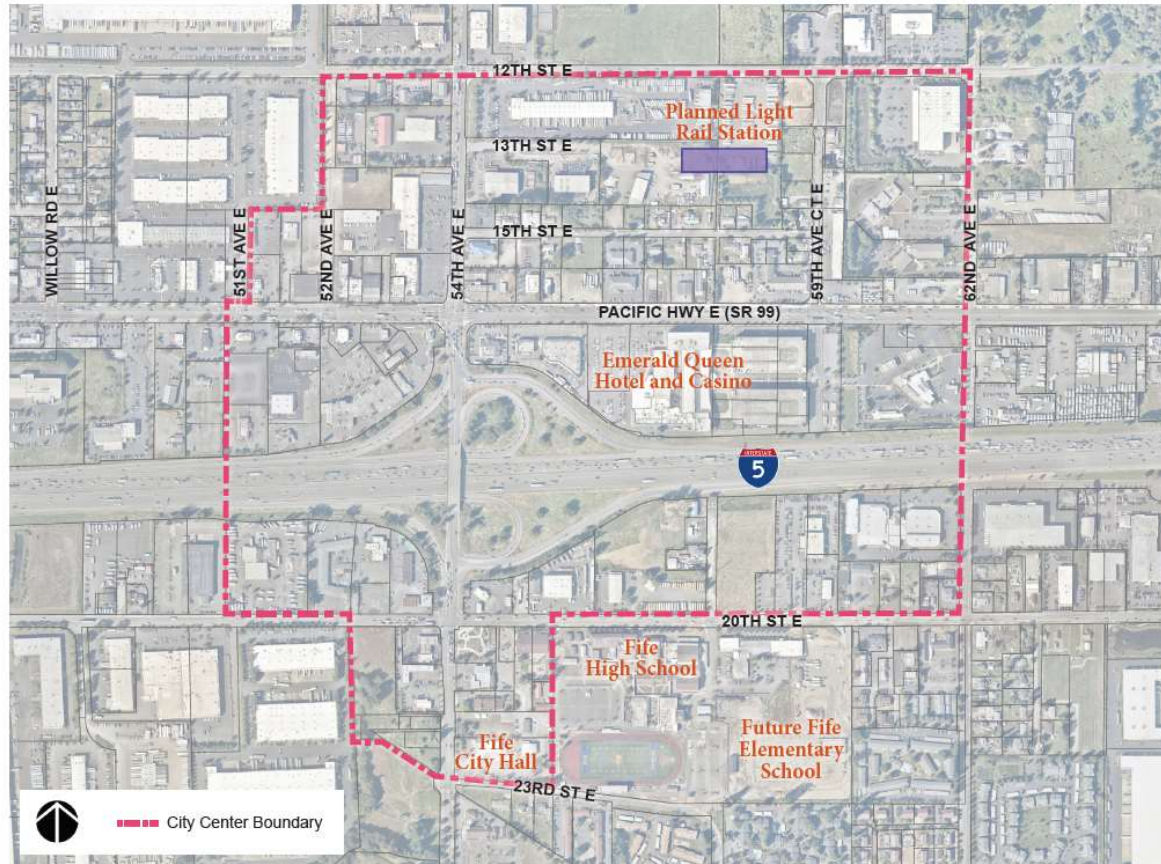 12TH ST E
Planned Light
Rail Station
13TH ST E
WILLOW RD E
51ST AVE E
52ND AVE E
54TH AVE E
15TH ST E
59TH AVE CT E
62ND AVE E
PACIFIC HWY E (SR 99)
Emerald Queen
Hotel and Casino
INTERSTATE
5
20TH ST E
Fife
High School
Future Fife
Elementary
School
Fife
City Hall
23RD ST E
City Center Boundary